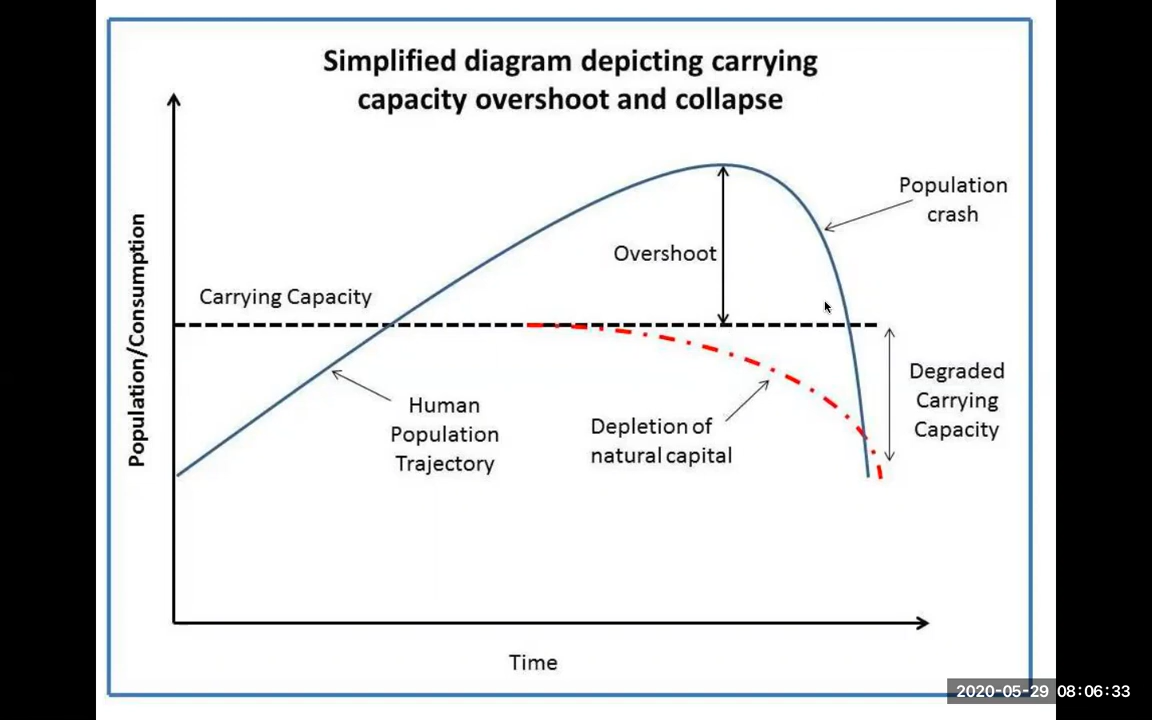 Simplified diagram depicting carrying
capacity overshoot and collapse
Population
crash
Overshoot
Carrying Capacity
Population/Consumption
Degraded
Carrying
Capacity
Human
Population
Trajectory
Depletion of
natural capital
Time
2020-05-29 08:06:33